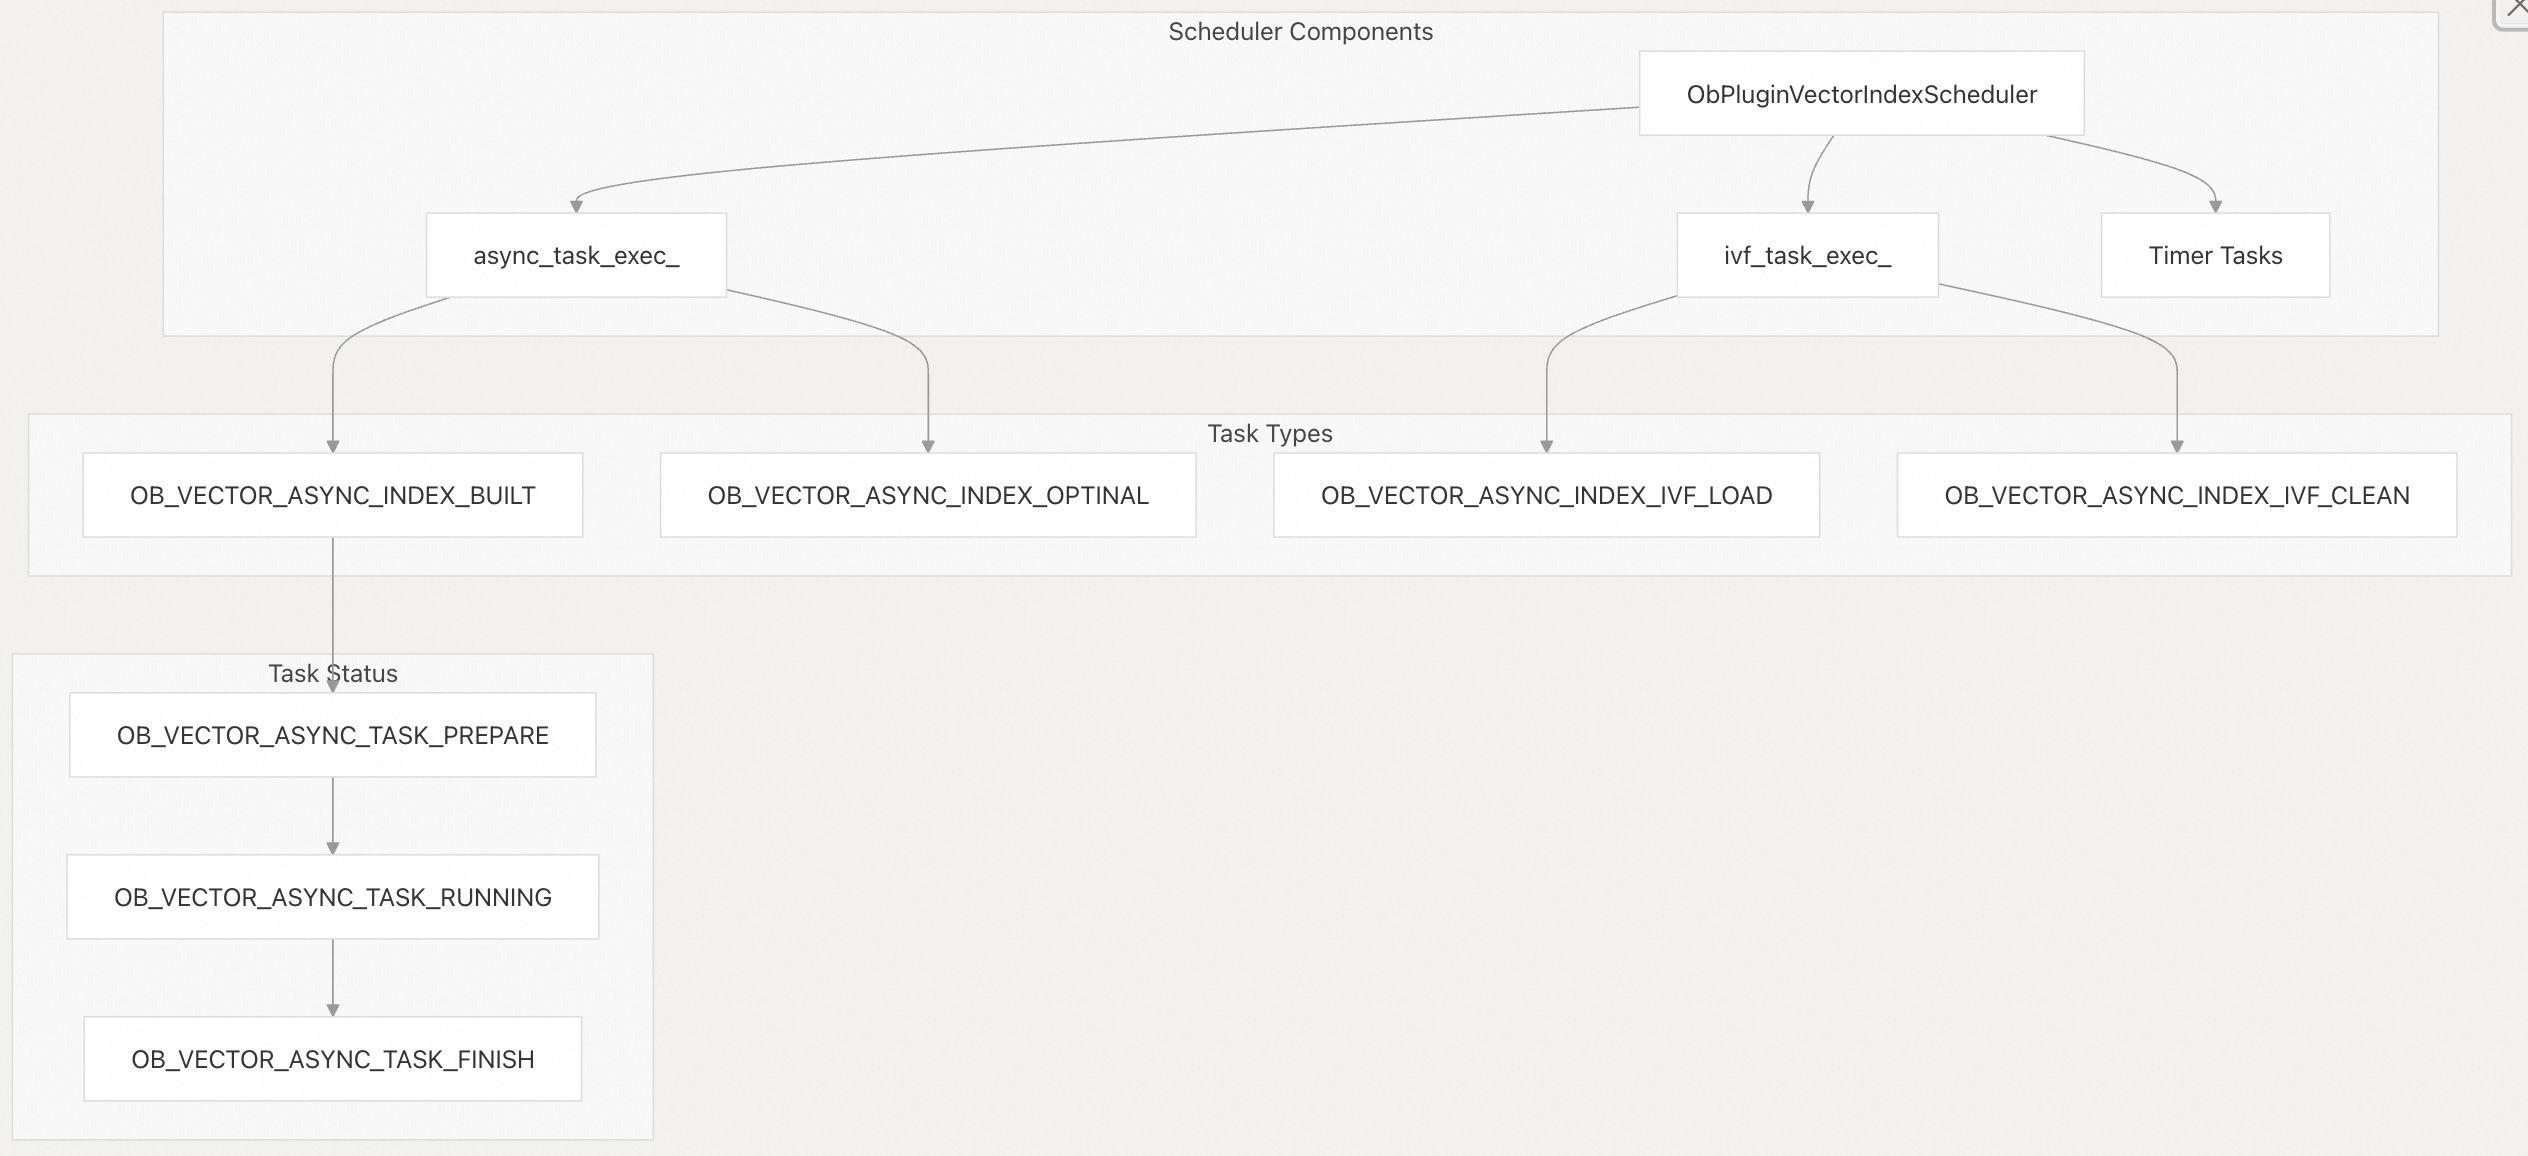 Scheduler Components
ObPluginVectorIndexScheduler
async_task_exec_
ivf_task_exec_
Timer Tasks
Task Types
OB_VECTOR_ASYNC_INDEX_BUILT
OB_VECTOR_ASYNC_INDEX_OPTINAL
OB_VECTOR_ASYNC_INDEX_IVF_LOAD
OB_VECTOR_ASYNC_INDEX_IVF_CLEAN
Task Status
OB_VECTOR_ASYNC_TASK_PREPARE
OB_VECTOR_ASYNC_TASK_RUNNING
OB_VECTOR_ASYNC_TASK_FINISH